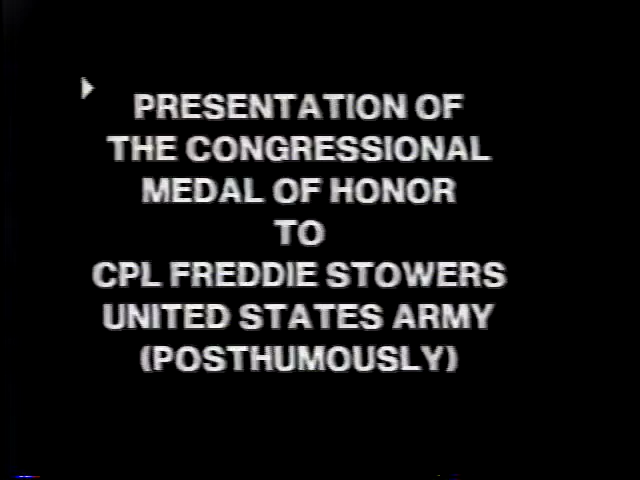 PRESENTATION OF
THE CONGRESSIONAL
MEDAL OF HONOR
TO
CPL FREDDIE STOWERS
UNITED STATES ARMY
(POSTHUMOUSLY)